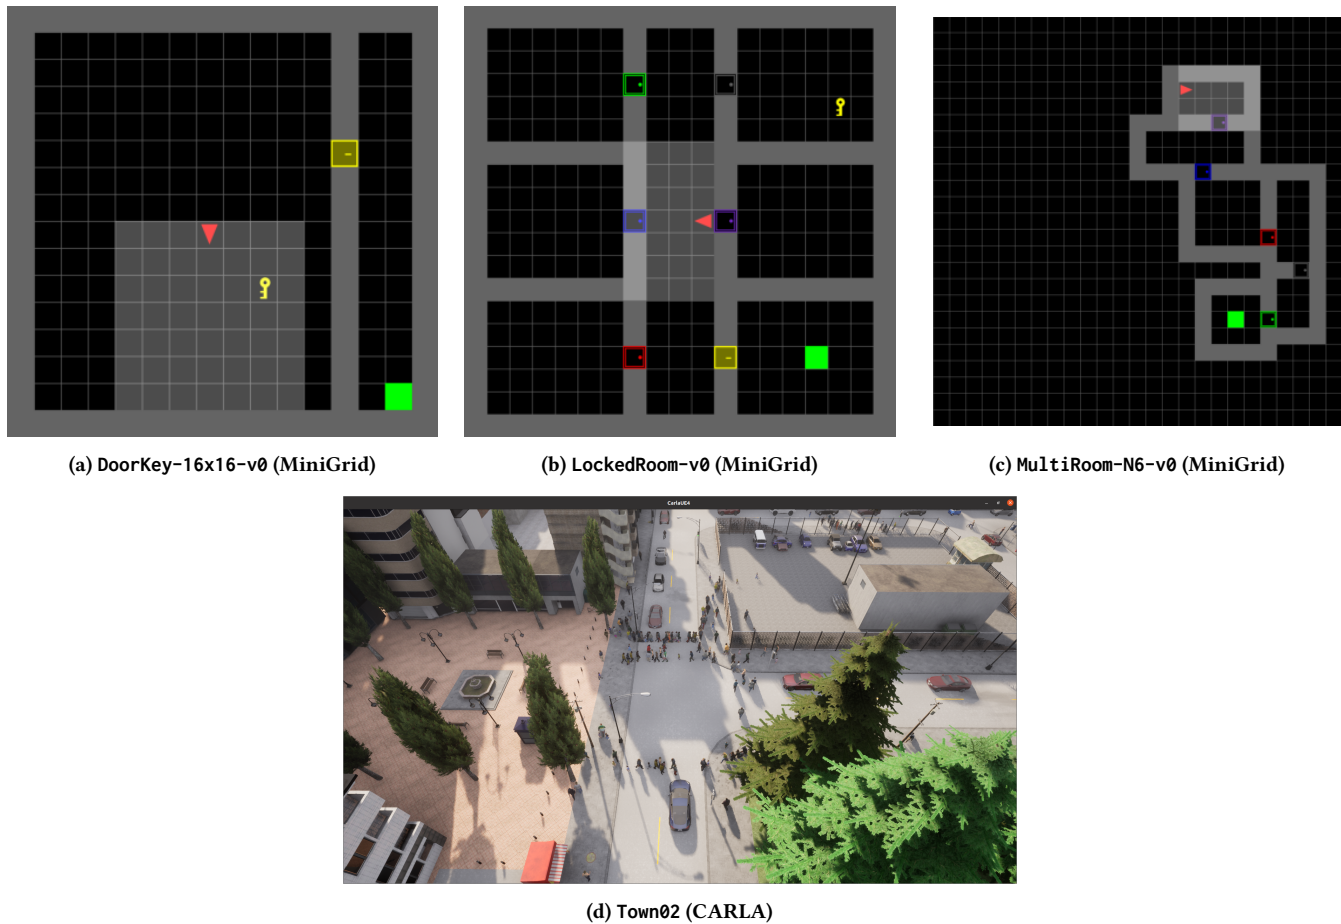 (a) DoorKey-16x16-v0 (MiniGrid)
(b) LockedRoom-v0 (MiniGrid)
(c) MultiRoom-N6-v0 (MiniGrid)
CarlaUE4
(d) Town02 (CARLA)